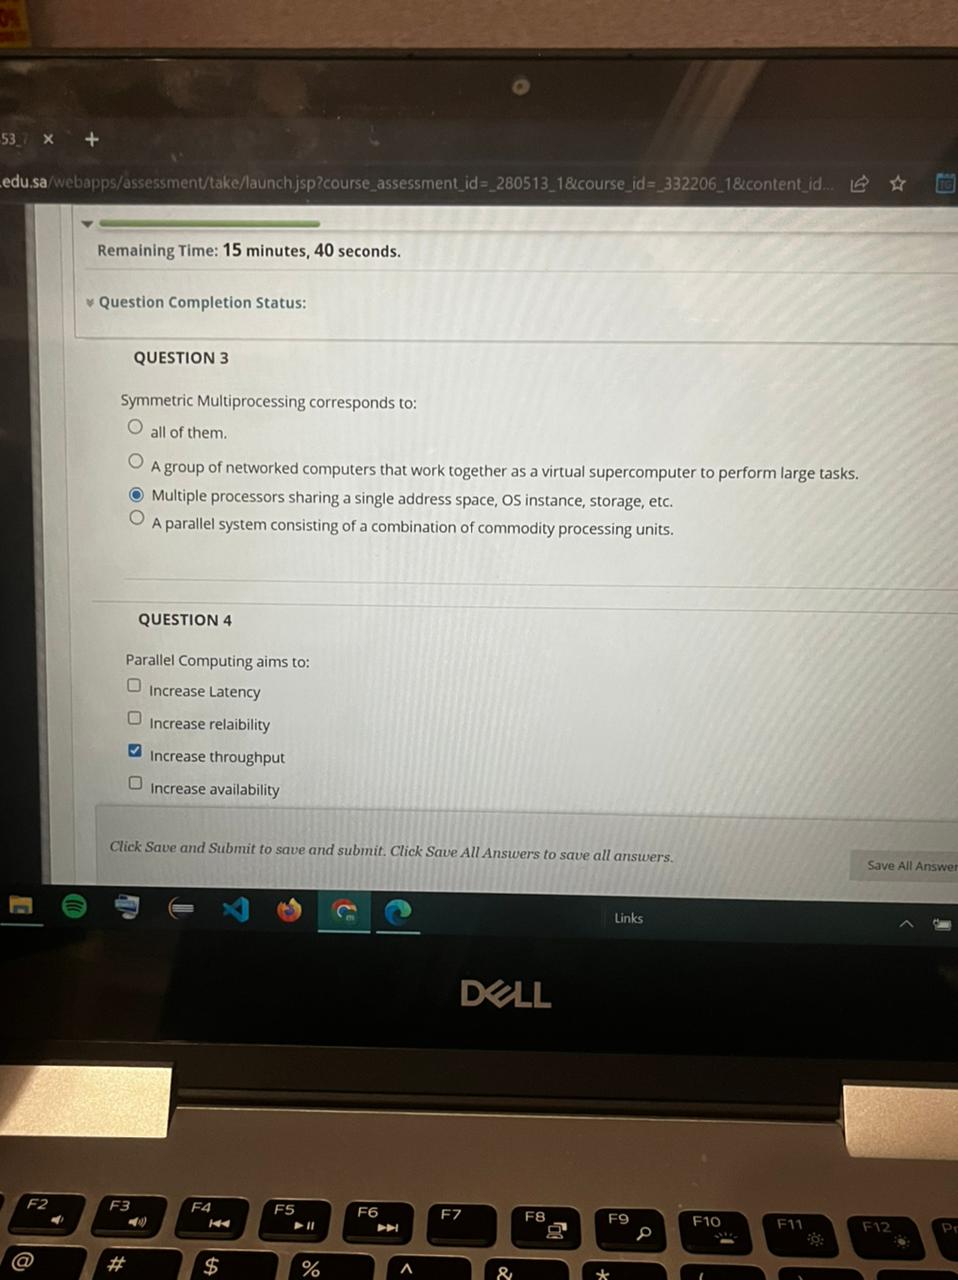 53_
.edu.sa/webapps/assessment/take/launch.jsp?course_assessment_id=_280513_1&course_id=_332206_1&content_id...
Remaining Time: 15 minutes, 40 seconds.
Question Completion Status:
QUESTION 3
Symmetric Multiprocessing corresponds to:
all of them.
A group of networked computers that work together as a virtual supercomputer to perform large tasks.
Multiple processors sharing a single address space, OS instance, storage, etc.
A parallel system consisting of a combination of commodity processing units.
QUESTION 4
Parallel Computing aims to:
Increase Latency
Increase relaibility
Increase throughput
Increase availability
Click Save and Submit to save and submit. Click Save All Answers to save all answers.
Save All Answer
Links
DELL
F2 F3 F4 F5 F6 F7 F8 F9 F10 F11 F12
@ # $ % ^ & *